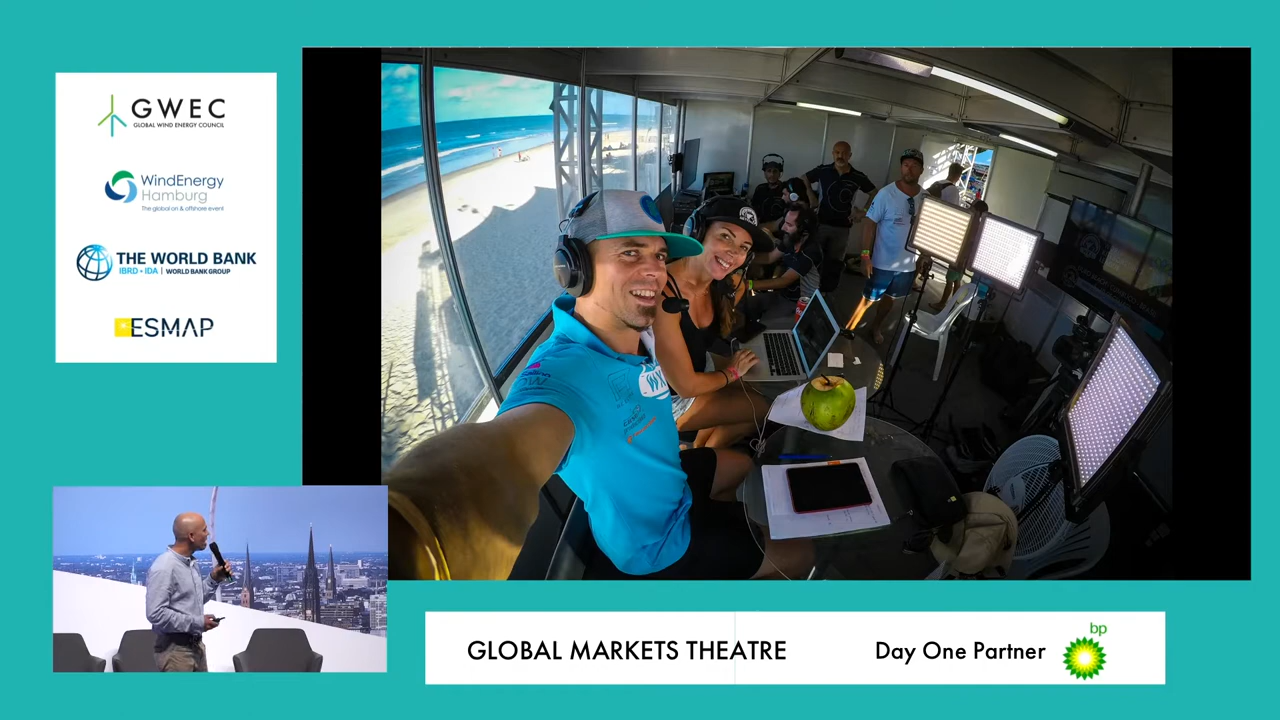 GWEC
GLOBAL WIND ENERGY COUNCIL
WindEnergy
Hamburg
The global on & offshore event
THE WORLD BANK
IBRD • IDA | WORLD BANK GROUP
ESMAP
GLOBAL MARKETS THEATRE
Day One Partner
bp